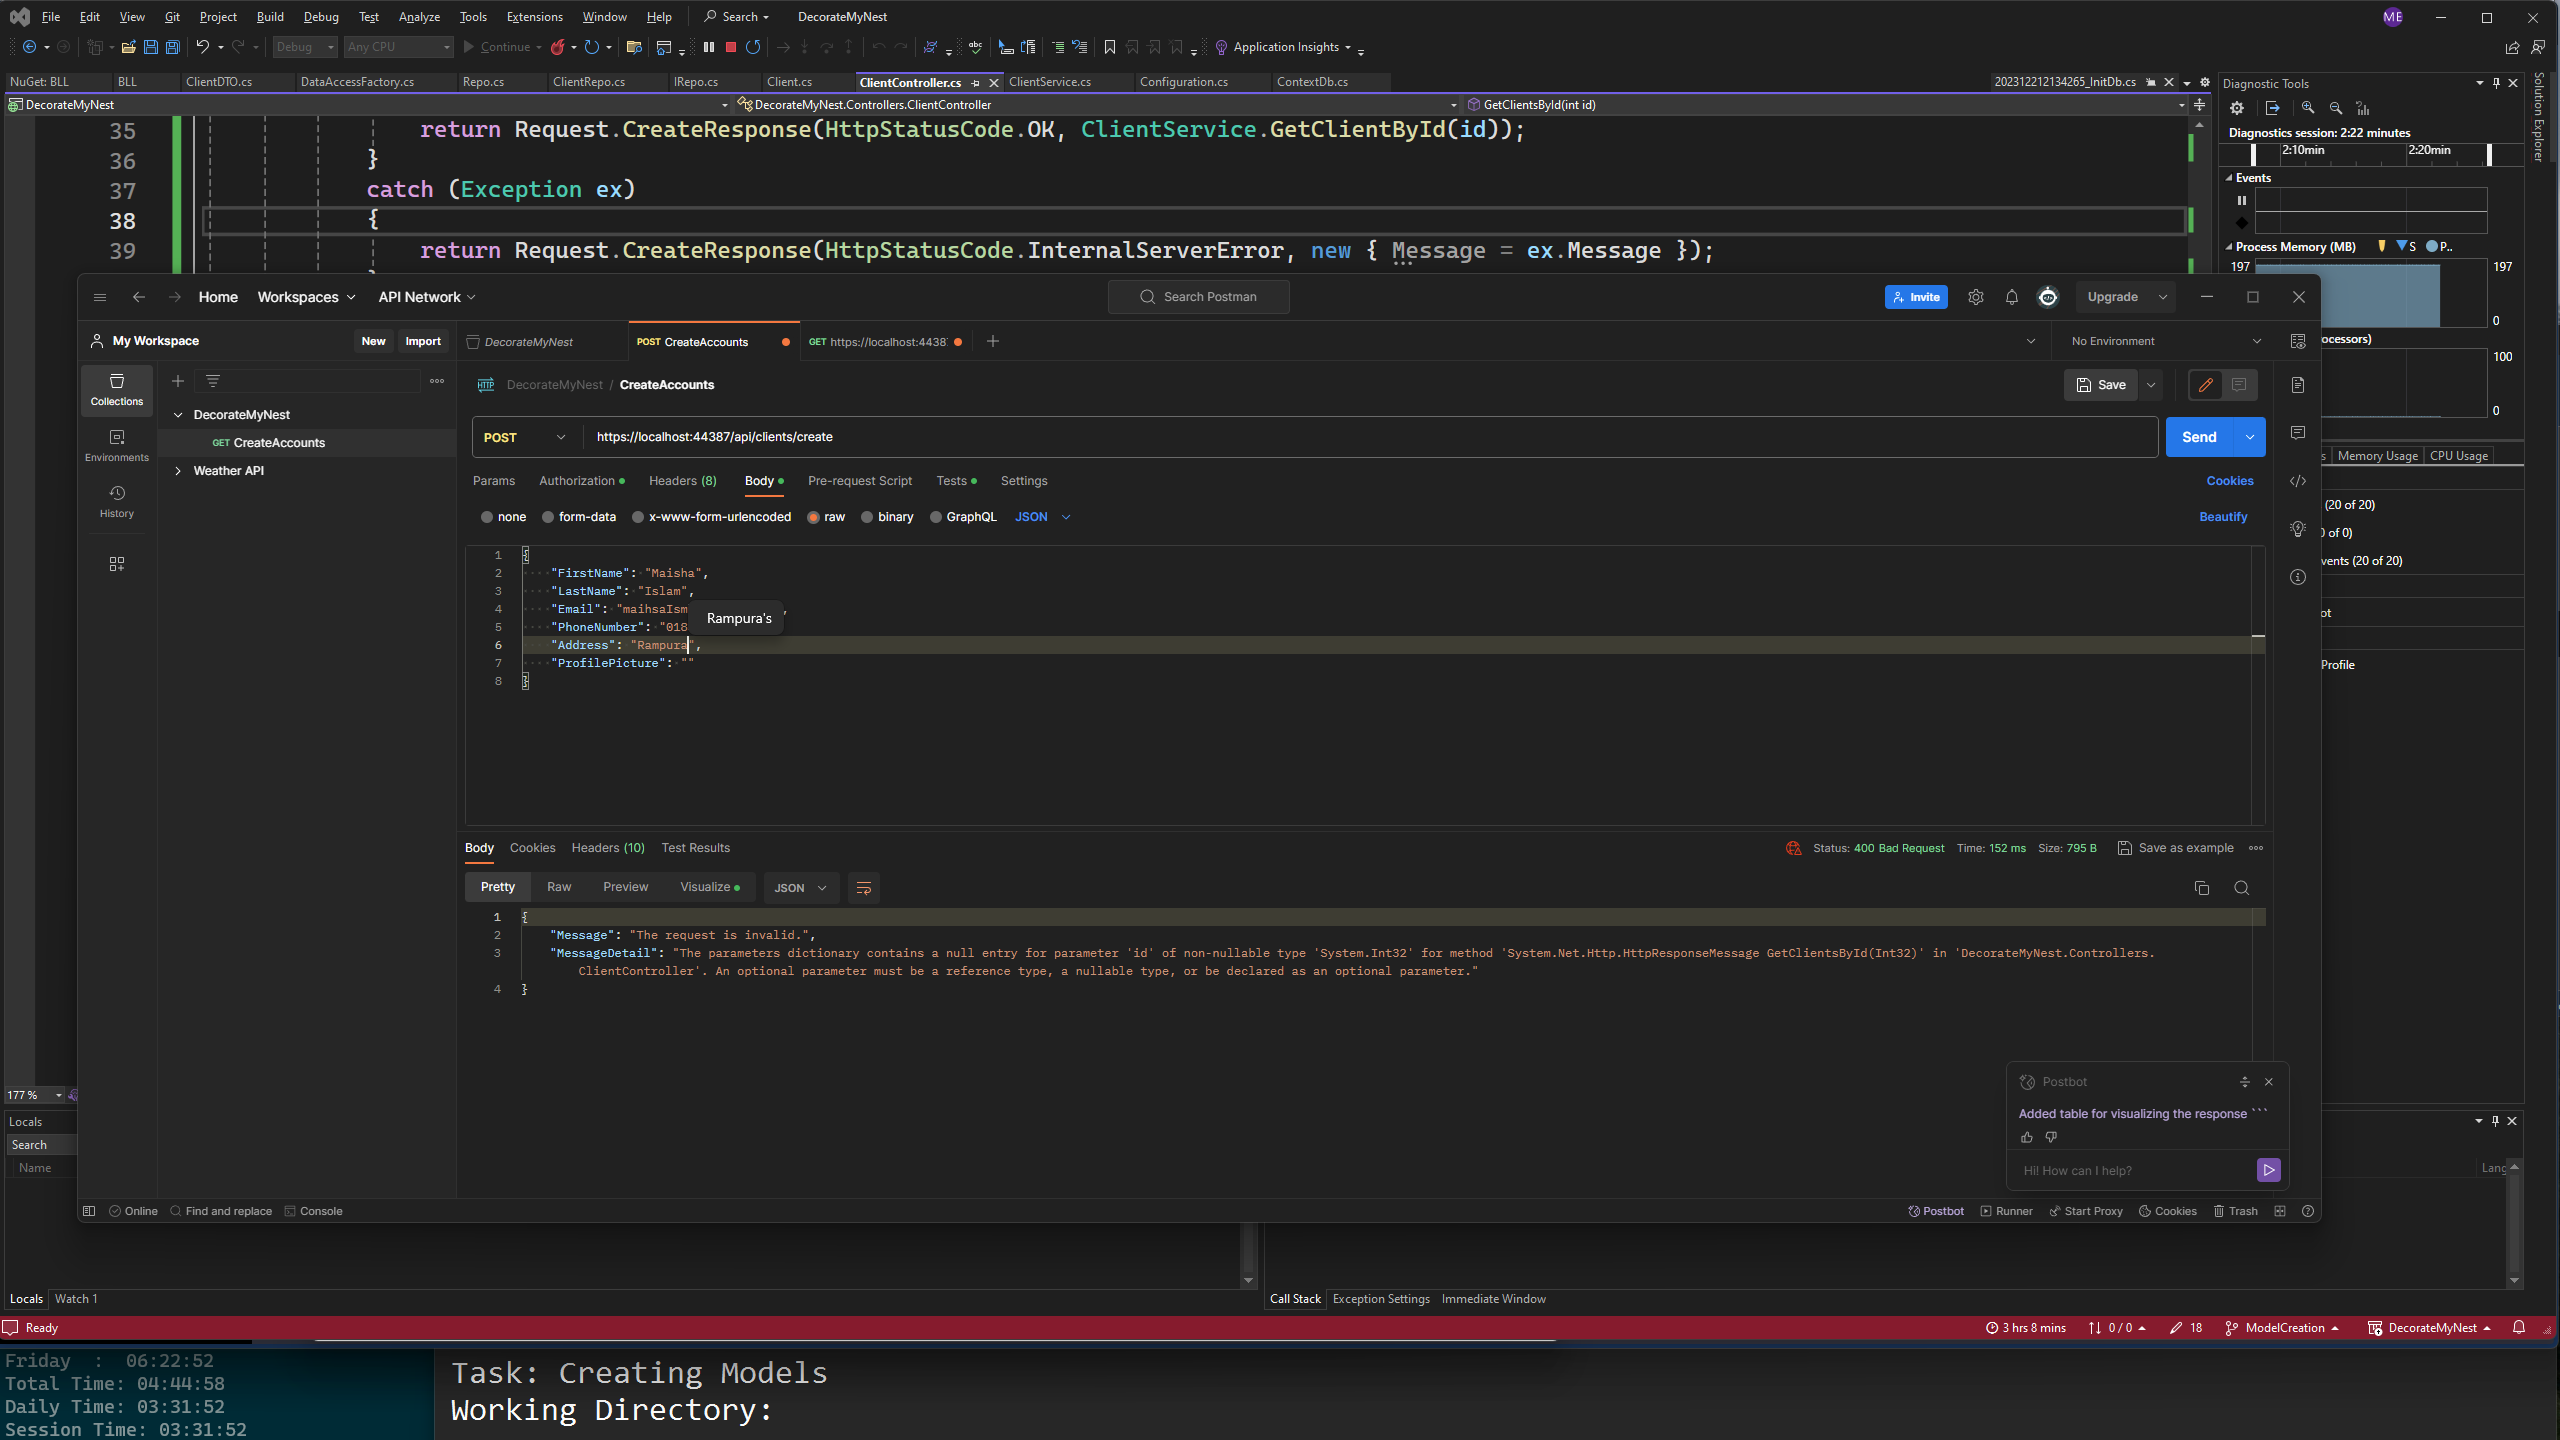 File Edit View Git Project Build Debug Test Analyze Tools Extensions Window Help Search DecorateMyNest ME
Debug Any CPU Continue Application Insights
NuGet: BLL BLL ClientDTO.cs DataAccessFactory.cs Repo.cs ClientRepo.cs IRepo.cs Client.cs ClientController.cs ClientService.cs Configuration.cs ContextDb.cs 202312212134265_InitDb.cs
DecorateMyNest DecorateMyNest.Controllers.ClientController GetClientsById(int id)
35 return Request.CreateResponse(HttpStatusCode.OK, ClientService.GetClientById(id));
36 }
37 catch (Exception ex)
38 {
39 return Request.CreateResponse(HttpStatusCode.InternalServerError, new { Message = ex.Message });
Diagnostic Tools
Diagnostics session: 2:22 minutes
2:10min 2:20min
Events
Process Memory (MB) S P..
197 197
0
ocessors)
100
0
s Memory Usage CPU Usage
(20 of 20)
0 of 0)
vents (20 of 20)
ot
Profile
Solution Explorer
Home Workspaces API Network Search Postman Invite Upgrade
My Workspace New Import DecorateMyNest POST CreateAccounts GET https://localhost:4438 No Environment
Collections
Environments
History
DecorateMyNest
GET CreateAccounts
Weather API
HTTP DecorateMyNest / CreateAccounts Save
POST https://localhost:44387/api/clients/create Send
Params Authorization Headers (8) Body Pre-request Script Tests Settings Cookies
none form-data x-www-form-urlencoded raw binary GraphQL JSON Beautify
1 {
2 "FirstName": "Maisha",
3 "LastName": "Islam",
4 "Email": "maihsaIsm ,
5 "PhoneNumber": "018
Rampura's
6 "Address": "Rampura",
7 "ProfilePicture": ""
8 }
Body Cookies Headers (10) Test Results Status: 400 Bad Request Time: 152 ms Size: 795 B Save as example
Pretty Raw Preview Visualize JSON
1 {
2 "Message": "The request is invalid.",
3 "MessageDetail": "The parameters dictionary contains a null entry for parameter 'id' of non-nullable type 'System.Int32' for method 'System.Net.Http.HttpResponseMessage GetClientsById(Int32)' in 'DecorateMyNest.Controllers.
ClientController'. An optional parameter must be a reference type, a nullable type, or be declared as an optional parameter."
4 }
Postbot
Added table for visualizing the response ```
Hi! How can I help?
Online Find and replace Console Postbot Runner Start Proxy Cookies Trash
177 %
Locals
Search
Name
Lang
Locals Watch 1 Call Stack Exception Settings Immediate Window
Ready 3 hrs 8 mins 0 / 0 18 ModelCreation DecorateMyNest
Friday : 06:22:52
Total Time: 04:44:58
Daily Time: 03:31:52
Session Time: 03:31:52
Task: Creating Models
Working Directory: